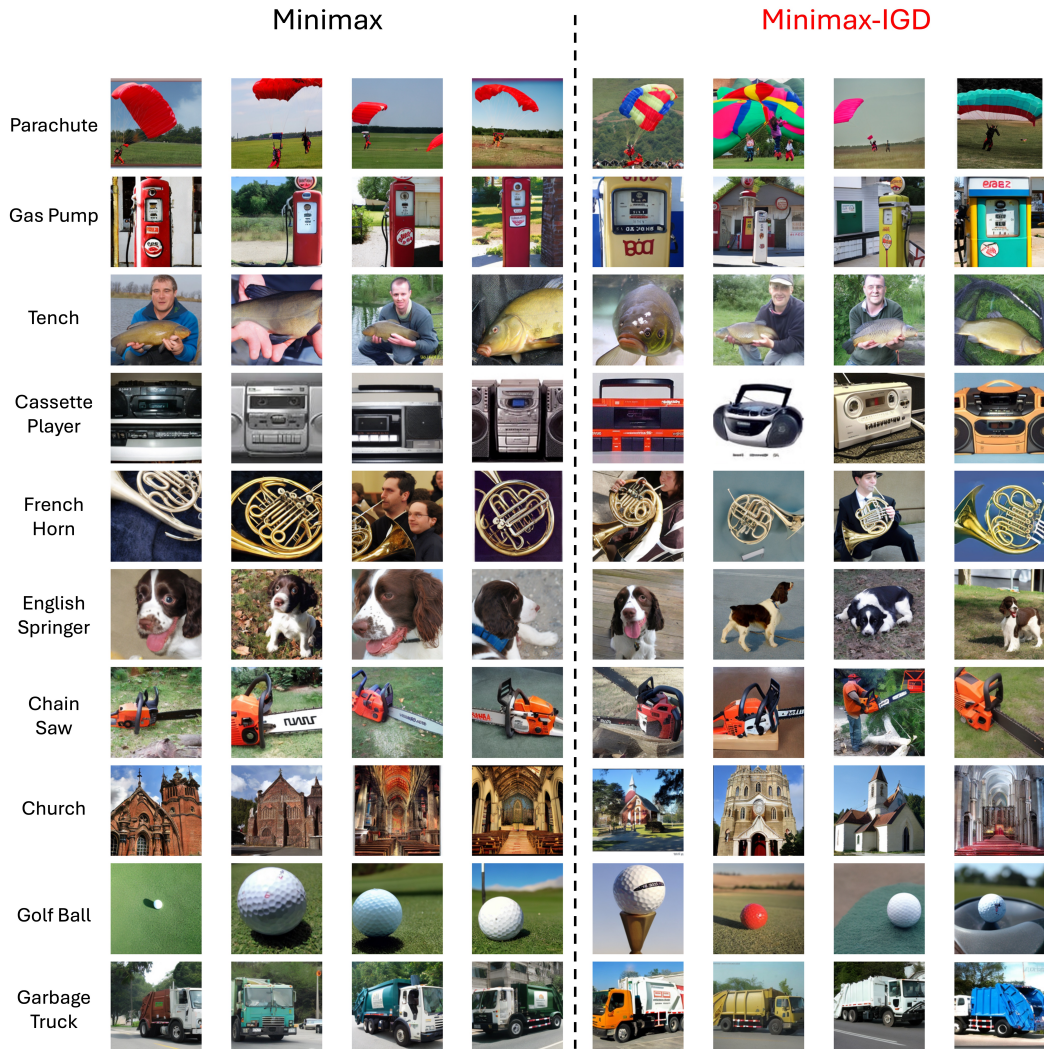 Minimax
Minimax-IGD
Parachute
Gas Pump
Tench
Cassette
Player
French
Horn
English
Springer
Chain
Saw
Church
Golf Ball
Garbage
Truck